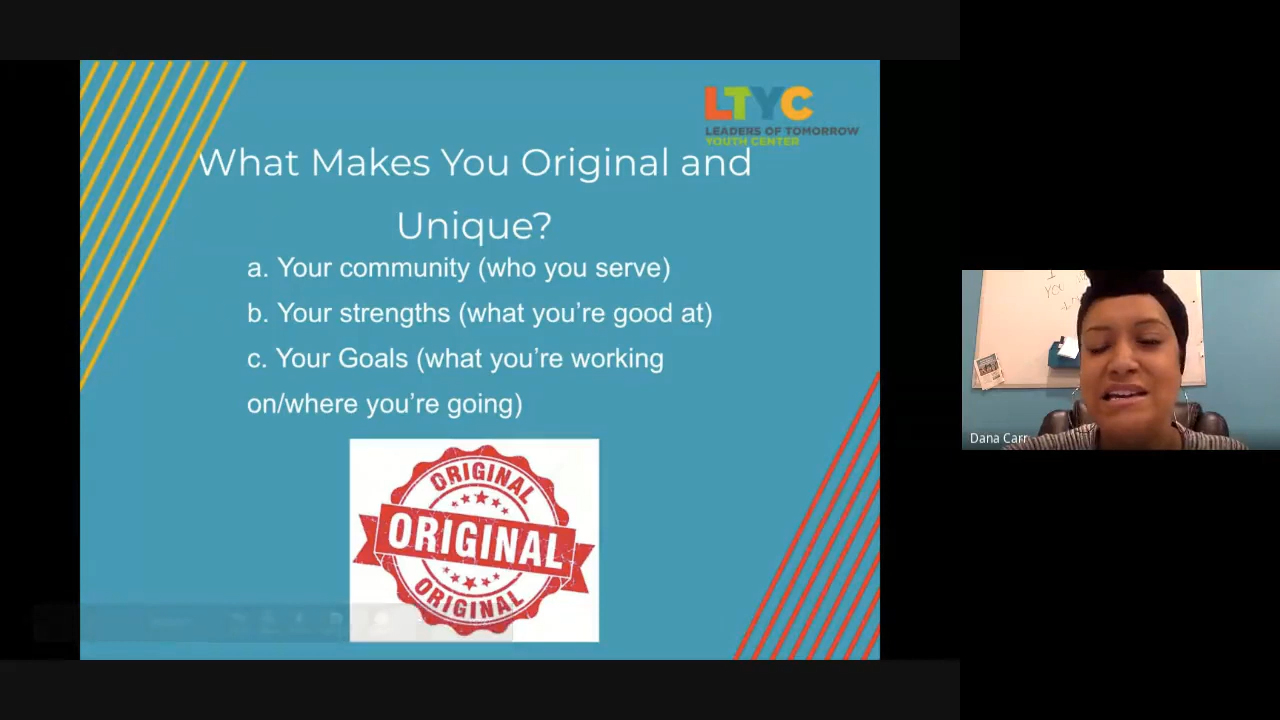 LTYC
LEADERS OF TOMORROW
YOUTH CENTER
What Makes You Original and
Unique?
a. Your community (who you serve)
b. Your strengths (what you're good at)
c. Your Goals (what you're working
on/where you're going)
ORIGINAL
ORIGINAL
ORIGINAL
Dana Carr